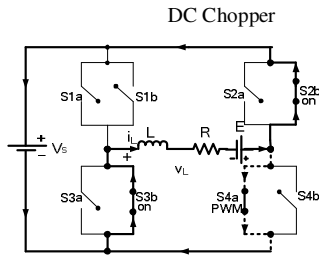 DC Chopper
S1a
S1b
S2a
S2b
on
+
Vs
−
iL
L
R
E
+
−
+
vL
S3a
S3b
on
S4a
PWM
S4b